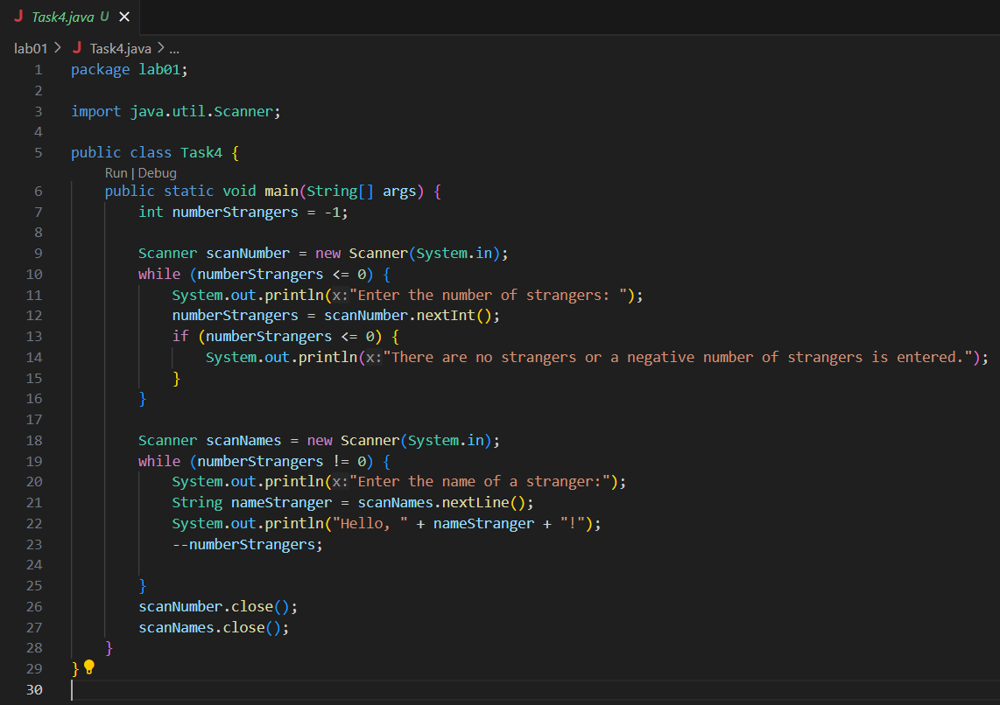 J Task4.java U ✕
lab01 > J Task4.java > ...
1 package lab01;
2
3 import java.util.Scanner;
4
5 public class Task4 {
Run | Debug
6     public static void main(String[] args) {
7         int numberStrangers = -1;
8
9         Scanner scanNumber = new Scanner(System.in);
10         while (numberStrangers <= 0) {
11             System.out.println(x:"Enter the number of strangers: ");
12             numberStrangers = scanNumber.nextInt();
13             if (numberStrangers <= 0) {
14                 System.out.println(x:"There are no strangers or a negative number of strangers is entered.");
15             }
16         }
17
18         Scanner scanNames = new Scanner(System.in);
19         while (numberStrangers != 0) {
20             System.out.println(x:"Enter the name of a stranger:");
21             String nameStranger = scanNames.nextLine();
22             System.out.println("Hello, " + nameStranger + "!");
23             --numberStrangers;
24
25         }
26         scanNumber.close();
27         scanNames.close();
28     }
29 }
30